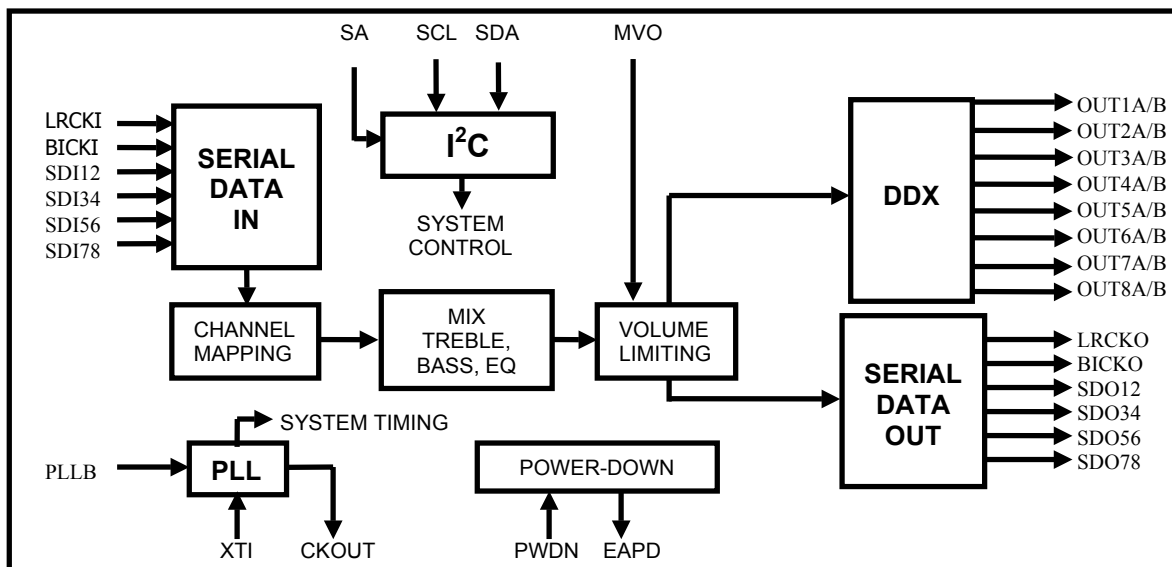 SA
SCL
SDA
MVO
LRCKI
BICKI
SDI12
SDI34
SDI56
SDI78
SERIAL
DATA
IN
I²C
SYSTEM
CONTROL
DDX
OUT1A/B
OUT2A/B
OUT3A/B
OUT4A/B
OUT5A/B
OUT6A/B
OUT7A/B
OUT8A/B
CHANNEL
MAPPING
MIX
TREBLE,
BASS, EQ
VOLUME
LIMITING
SERIAL
DATA
OUT
LRCKO
BICKO
SDO12
SDO34
SDO56
SDO78
SYSTEM TIMING
PLLB
PLL
XTI
CKOUT
POWER-DOWN
PWDN
EAPD